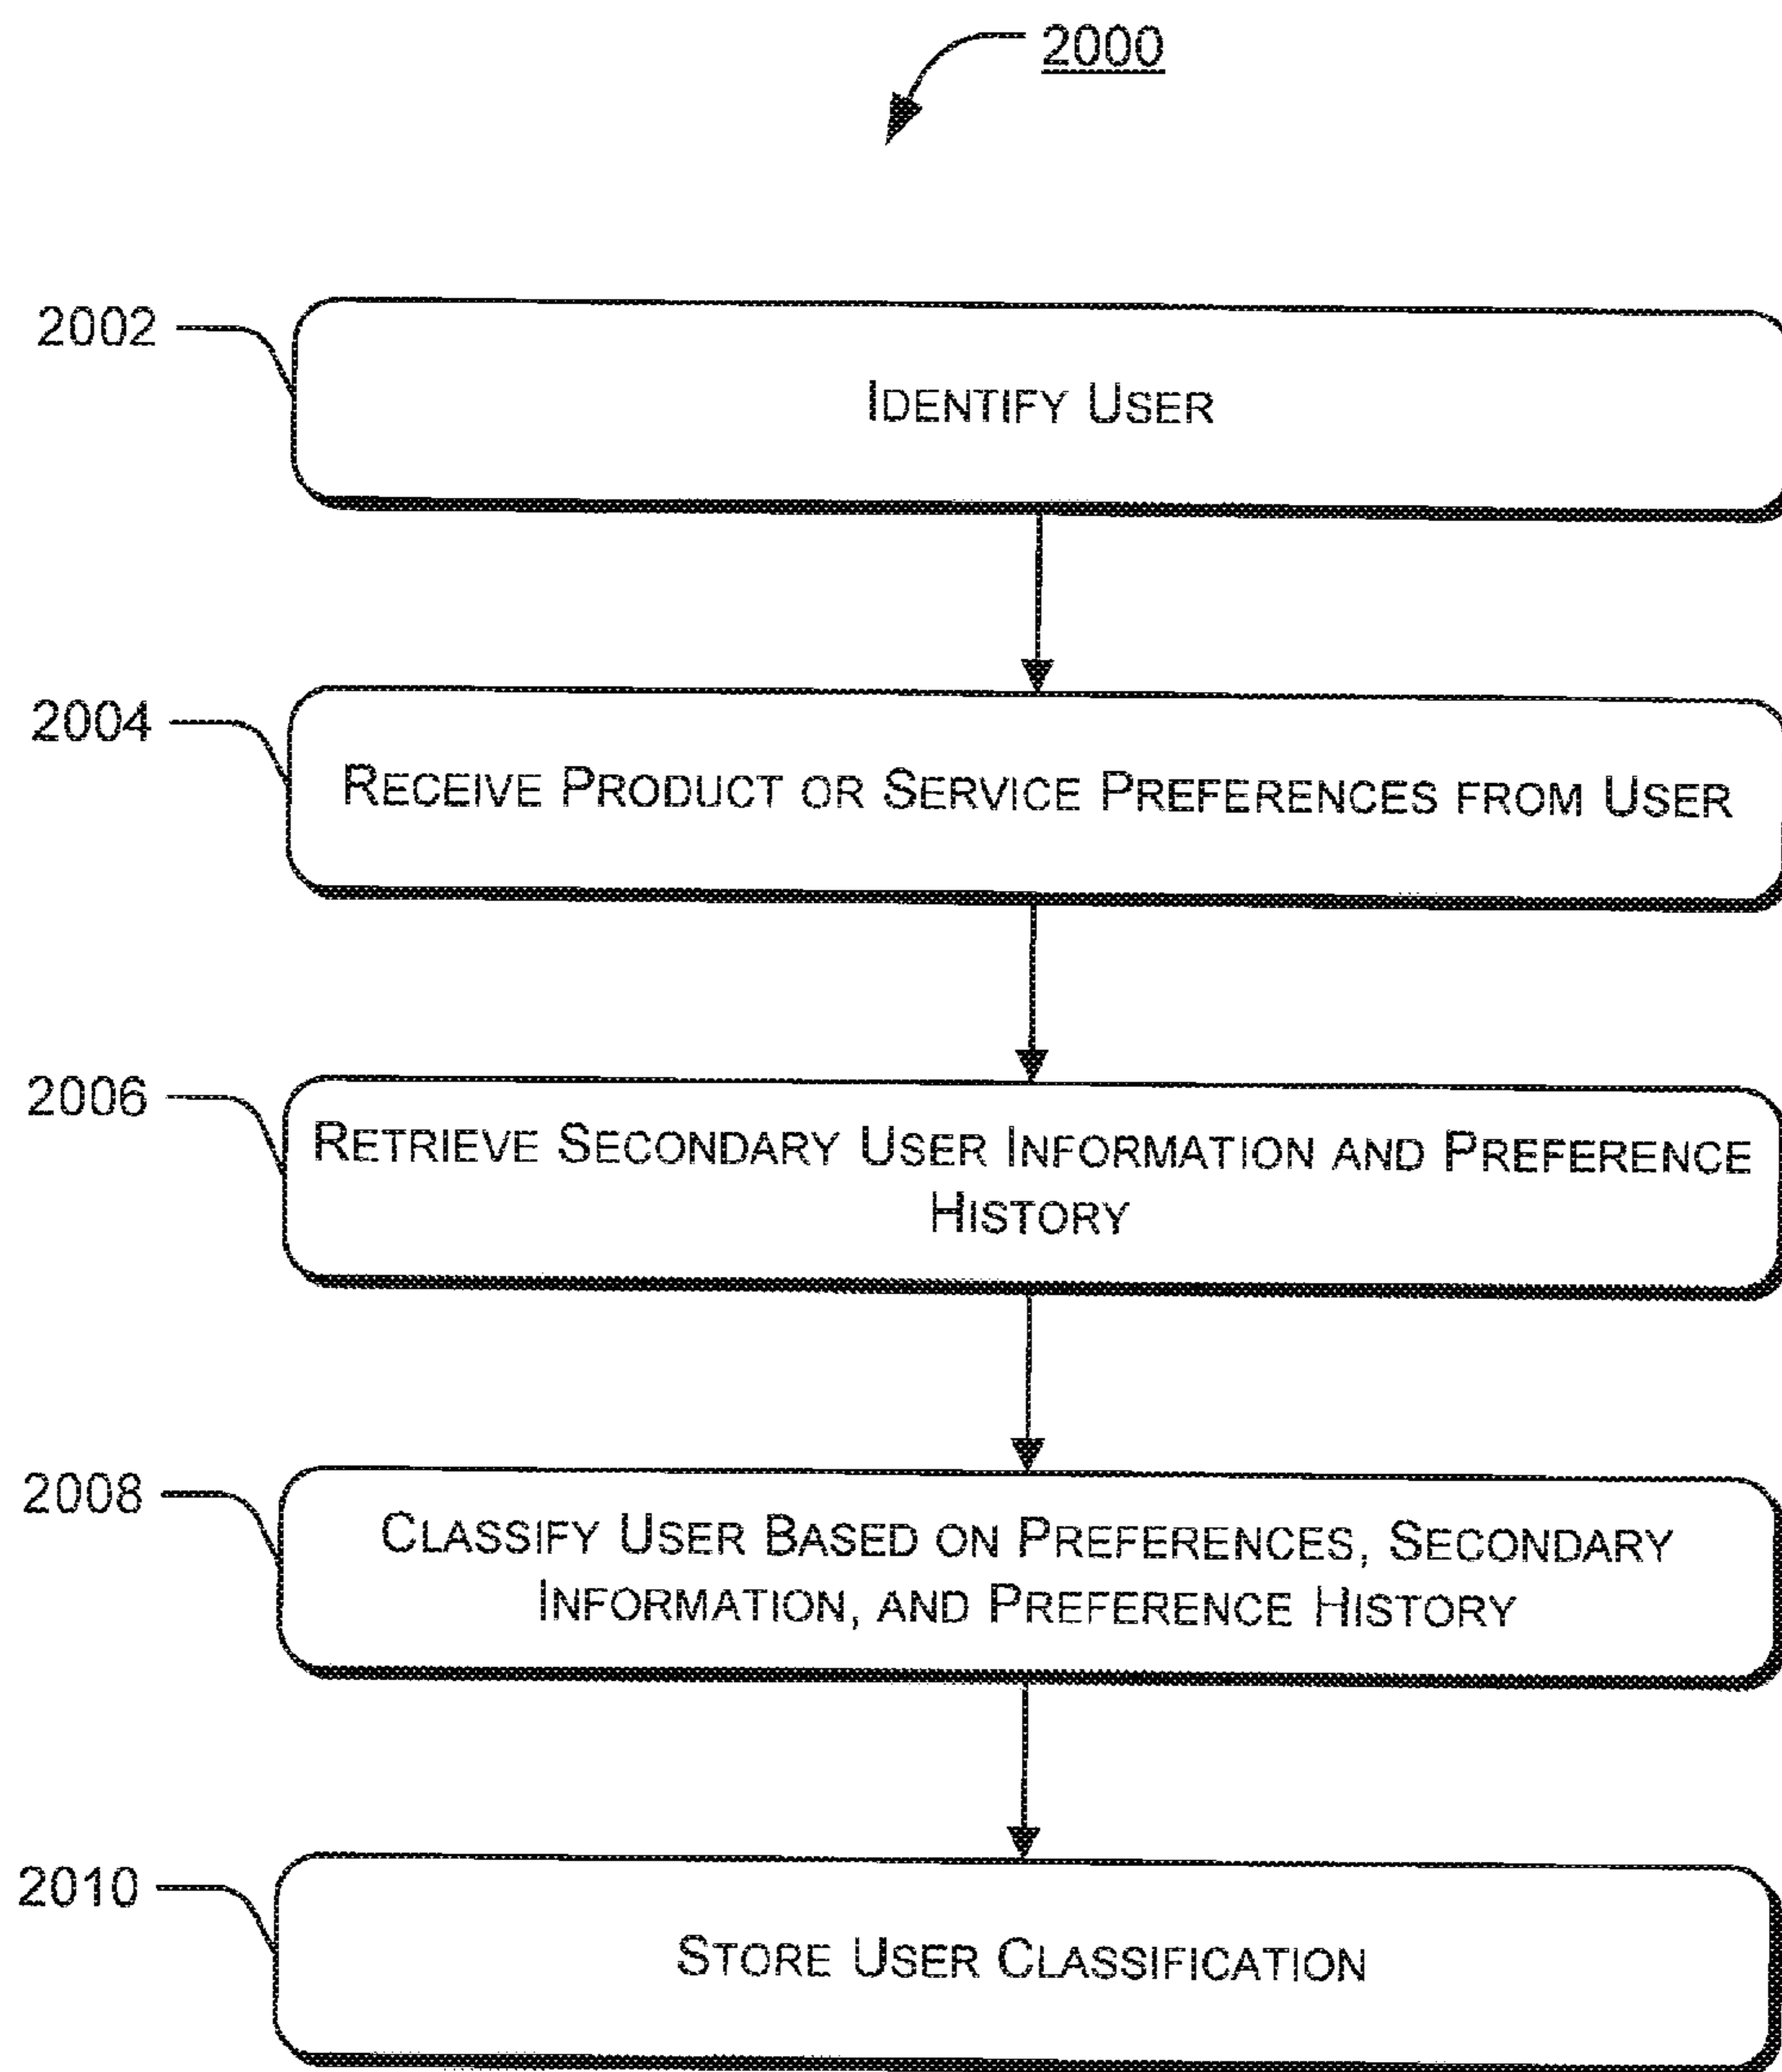 2000
2002
IDENTIFY USER
2004
RECEIVE PRODUCT OR SERVICE PREFERENCES FROM USER
2006
RETRIEVE SECONDARY USER INFORMATION AND PREFERENCE
HISTORY
2008
CLASSIFY USER BASED ON PREFERENCES, SECONDARY
INFORMATION, AND PREFERENCE HISTORY
2010
STORE USER CLASSIFICATION